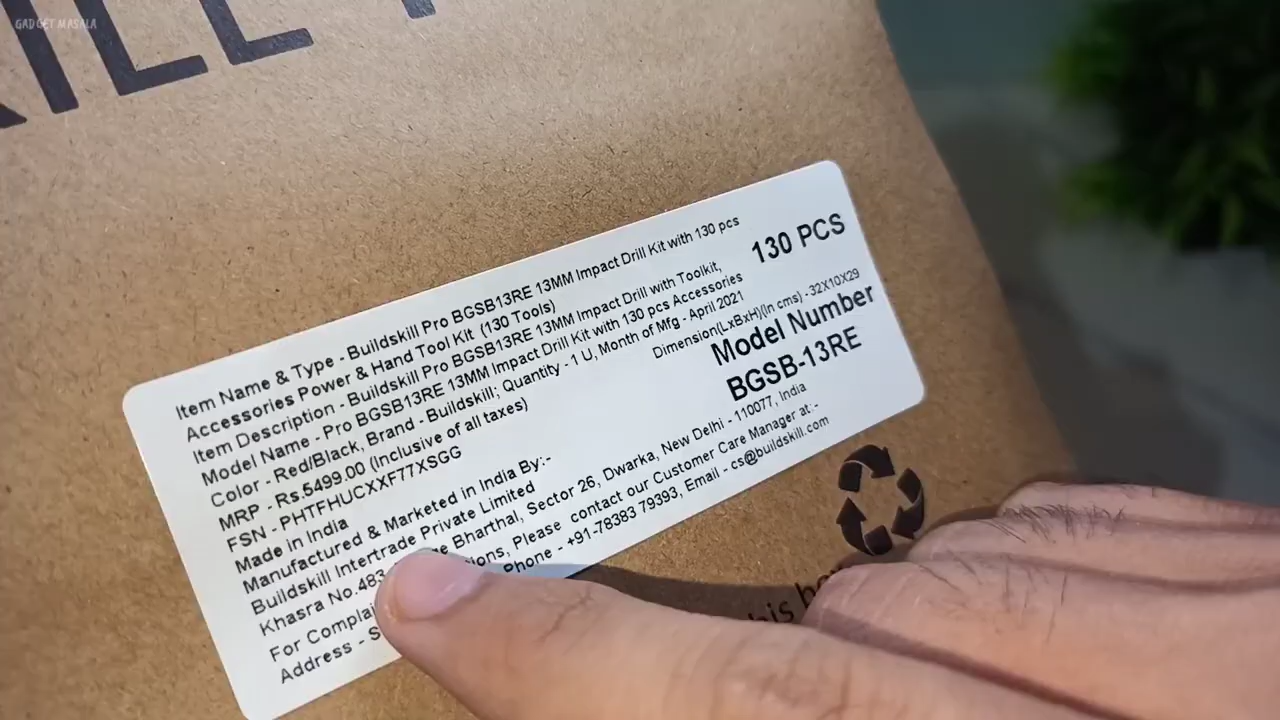 GADGET MASALA
Item Name & Type - Buildskill Pro BGSB13RE 13MM Impact Drill Kit with 130 pcs
Accessories Power & Hand Tool Kit (130 Tools)
Item Description - Buildskill Pro BGSB13RE 13MM Impact Drill with Toolkit,
Model Name - Pro BGSB13RE 13MM Impact Drill Kit with 130 pcs Accessories
Color - Red/Black, Brand - Buildskill; Quantity - 1 U, Month of Mfg - April 2021
MRP - Rs.5499.00 (Inclusive of all taxes)
FSN - PHTFHUCXXF77XSGG
Made in India
Manufactured & Marketed in India By:-
Buildskill Intertrade Private Limited
Khasra No.483 Bharthal, Sector 26, Dwarka, New Delhi - 110077, India
For Please contact our Customer Care Manager at:-
Address - Phone - +91-78383 79393, Email - cs@buildskill.com
130 PCS
Dimension(LxBxH)(In cms) - 32X10X29
Model Number
BGSB-13RE